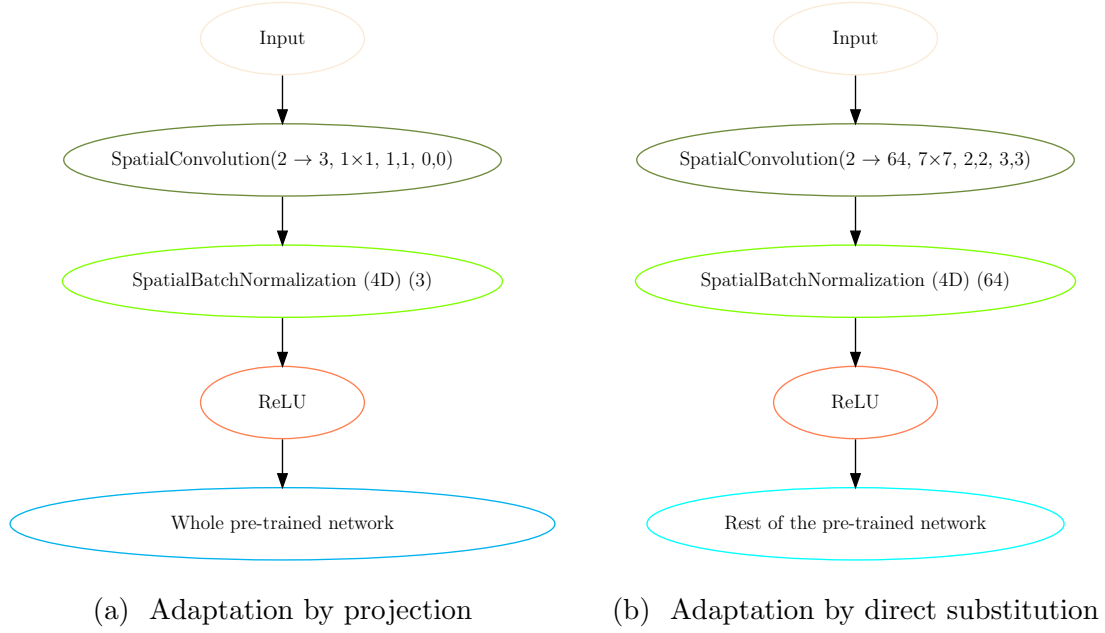 Input
SpatialConvolution(2 → 3, 1×1, 1,1, 0,0)
SpatialBatchNormalization (4D) (3)
ReLU
Whole pre-trained network
(a) Adaptation by projection
Input
SpatialConvolution(2 → 64, 7×7, 2,2, 3,3)
SpatialBatchNormalization (4D) (64)
ReLU
Rest of the pre-trained network
(b) Adaptation by direct substitution